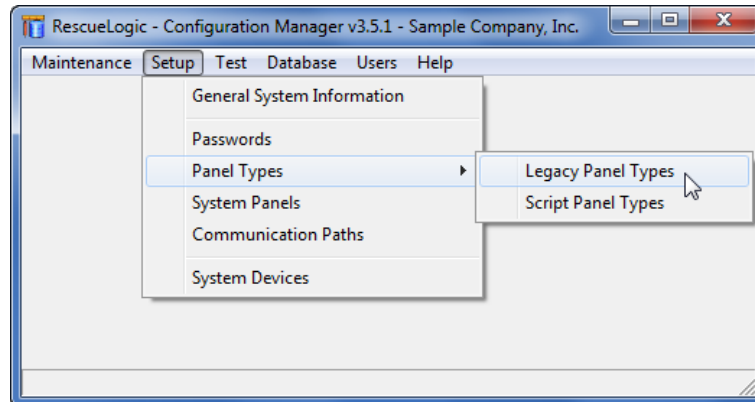 RescueLogic - Configuration Manager v3.5.1 - Sample Company, Inc.
Maintenance Setup Test Database Users Help
General System Information
Passwords
Panel Types
Legacy Panel Types
System Panels
Script Panel Types
Communication Paths
System Devices